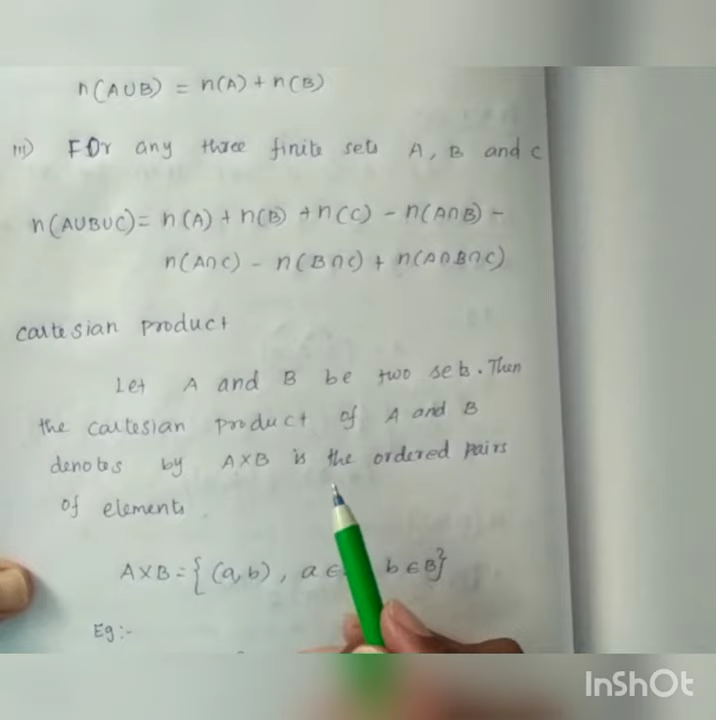 n(A∪B) = n(A) + n(B)
iii) For any three finite sets A, B and C
n(A∪B∪C) = n(A) + n(B) + n(C) - n(A∩B) -
n(A∩C) - n(B∩C) + n(A∩B∩C)
cartesian product
Let A and B be two sets. Then
the cartesian product of A and B
denotes by A×B is the ordered pairs
of elements.
A×B = { (a,b), a ∈ b ∈ B}
Eg:-
InShOt